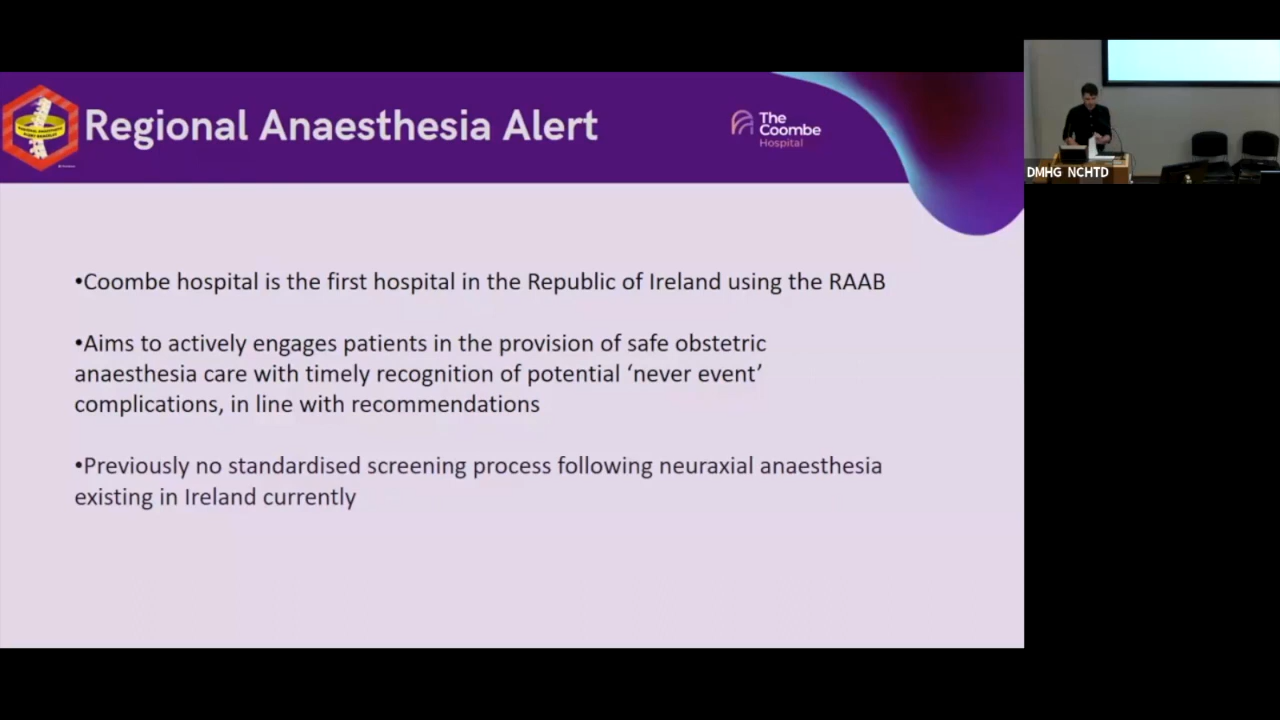 Regional Anaesthesia Alert
The
Coombe
Hospital
DMHG NCHTD
•Coombe hospital is the first hospital in the Republic of Ireland using the RAAB
•Aims to actively engages patients in the provision of safe obstetric
anaesthesia care with timely recognition of potential ‘never event’
complications, in line with recommendations
•Previously no standardised screening process following neuraxial anaesthesia
existing in Ireland currently